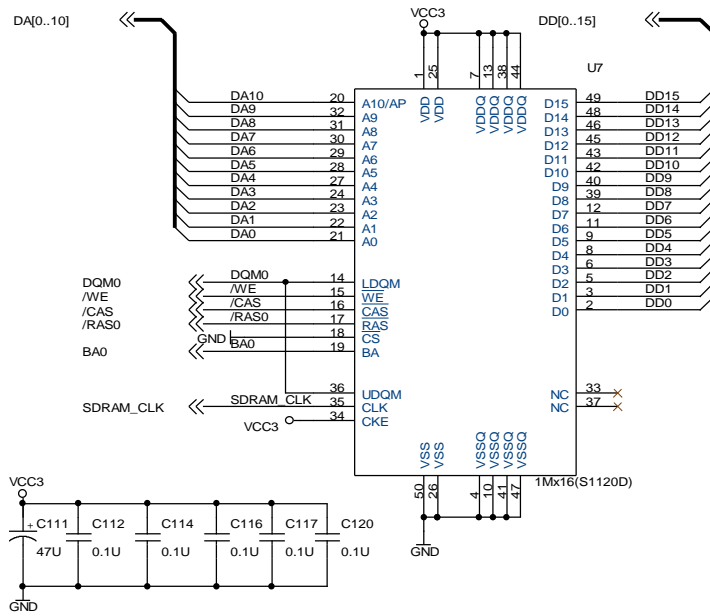 DA[0..10]
VCC3
DD[0..15]
U7
1 25 7 13 38 44
VDD VDD VDDQ VDDQ VDDQ VDDQ
DA10 20 A10/AP D15 49 DD15
DA9 32 A9 D14 48 DD14
DA8 31 A8 D13 46 DD13
DA7 30 A7 D12 45 DD12
DA6 29 A6 D11 43 DD11
DA5 28 A5 D10 42 DD10
DA4 27 A4 D9 40 DD9
DA3 24 A3 D8 39 DD8
DA2 23 A2 D7 12 DD7
DA1 22 A1 D6 11 DD6
DA0 21 A0 D5 9 DD5
D4 8 DD4
D3 6 DD3
D2 5 DD2
D1 3 DD1
D0 2 DD0
DQM0 DQM0 14 LDQM
/WE /WE 15 WE
/CAS /CAS 16 CAS
/RAS0 /RAS0 17 RAS
GND 18 CS
BA0 BA0 19 BA
36 UDQM NC 33
SDRAM_CLK SDRAM_CLK 35 CLK NC 37
VCC3 34 CKE
VSS VSS VSSQ VSSQ VSSQ VSSQ
50 26 4 10 41 47
1Mx16(S1120D)
GND
VCC3
+ C111 C112 C114 C116 C117 C120
47U 0.1U 0.1U 0.1U 0.1U 0.1U
GND